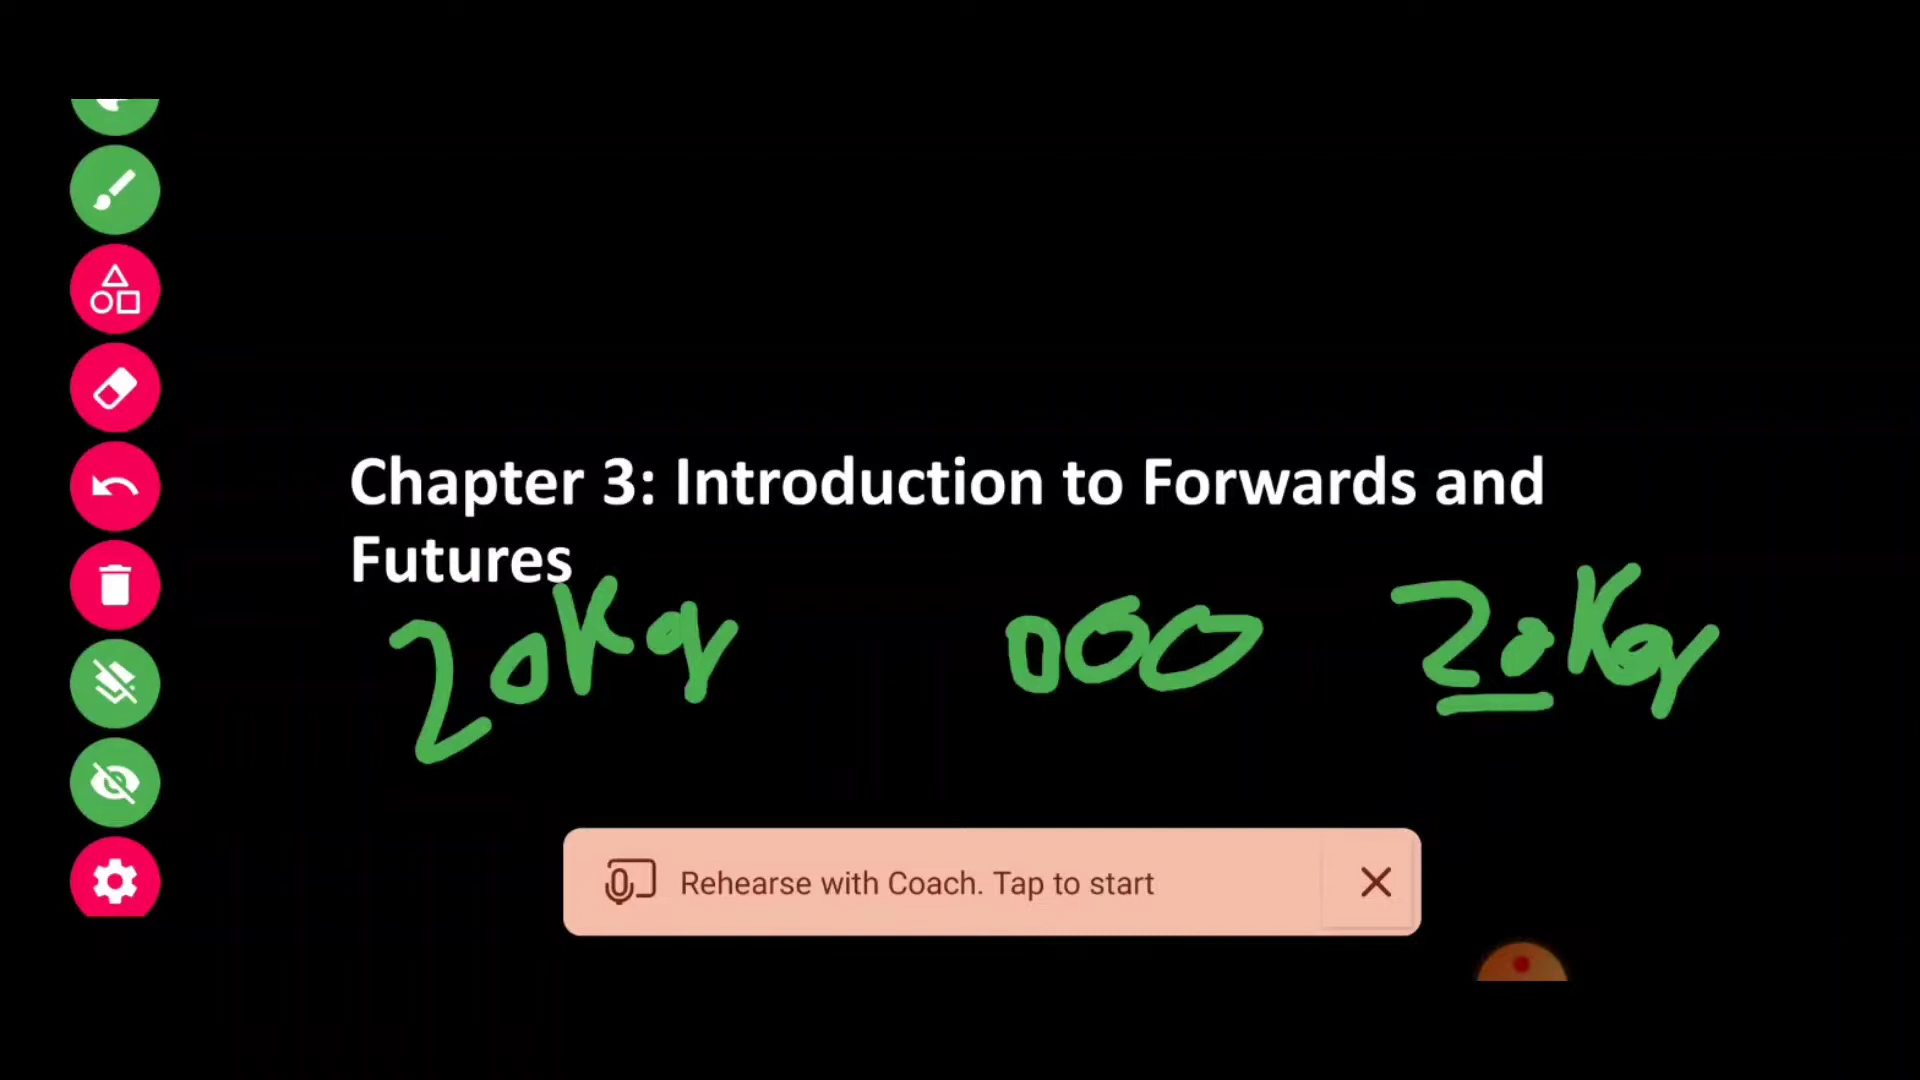 Chapter 3: Introduction to Forwards and
Futures
20Kg 000 20Kg
Rehearse with Coach. Tap to start